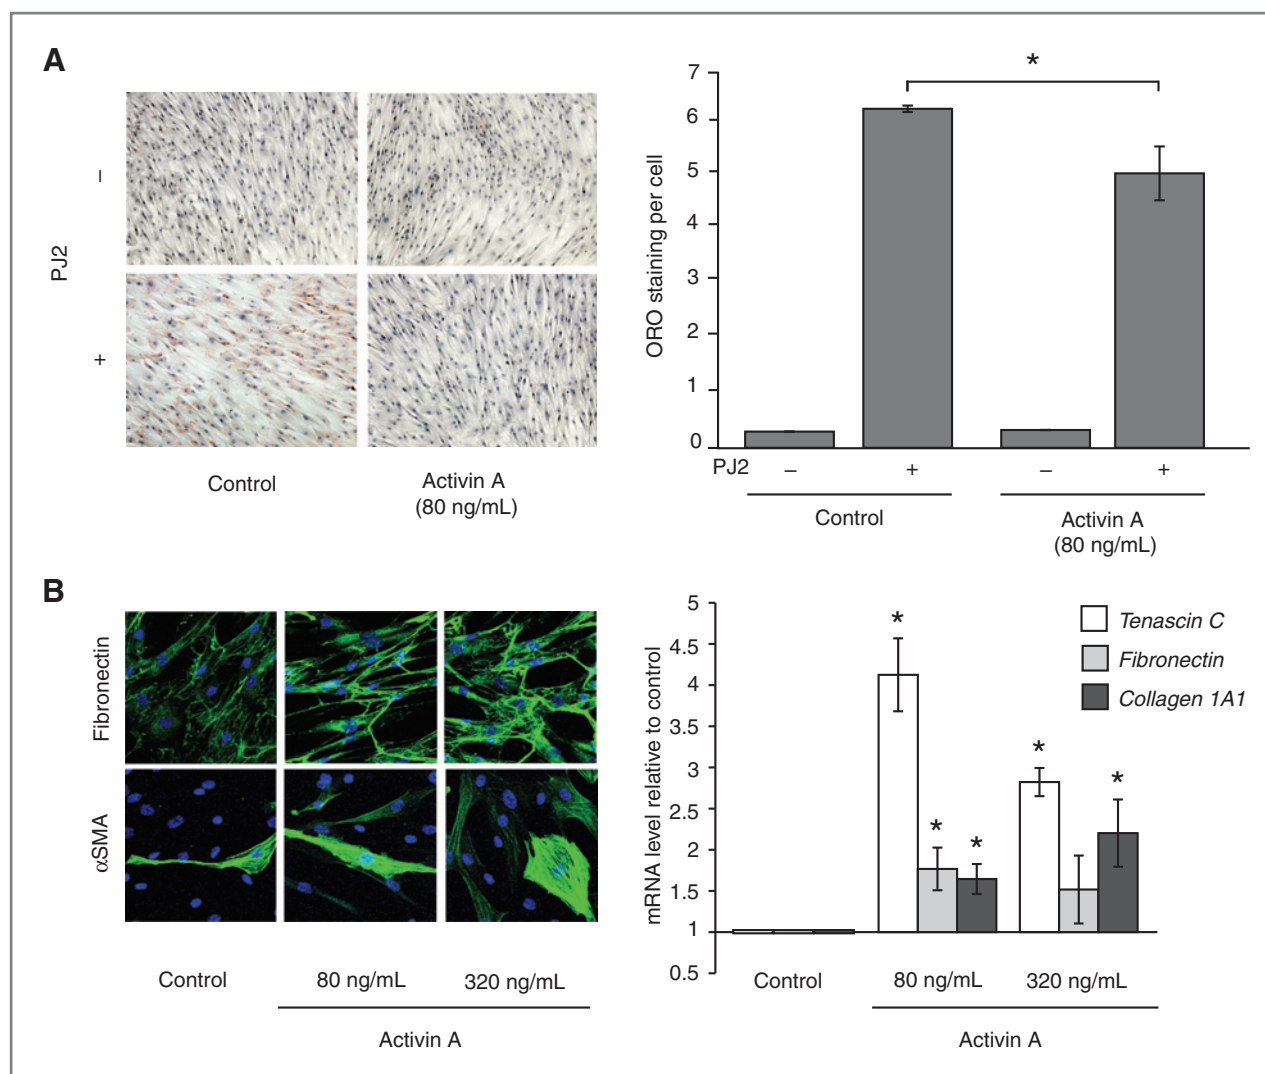 A
PJ2
–
+
Control
Activin A
(80 ng/mL)
*
ORO staining per cell
7
6
5
4
3
2
1
0
PJ2
–
+
–
+
Control
Activin A
(80 ng/mL)
B
Fibronectin
αSMA
Control
80 ng/mL
320 ng/mL
Activin A
mRNA level relative to control
5
4.5
4
3.5
3
2.5
2
1.5
1
0.5
Tenascin C
Fibronectin
Collagen 1A1
*
*
*
*
*
Control
80 ng/mL
320 ng/mL
Activin A